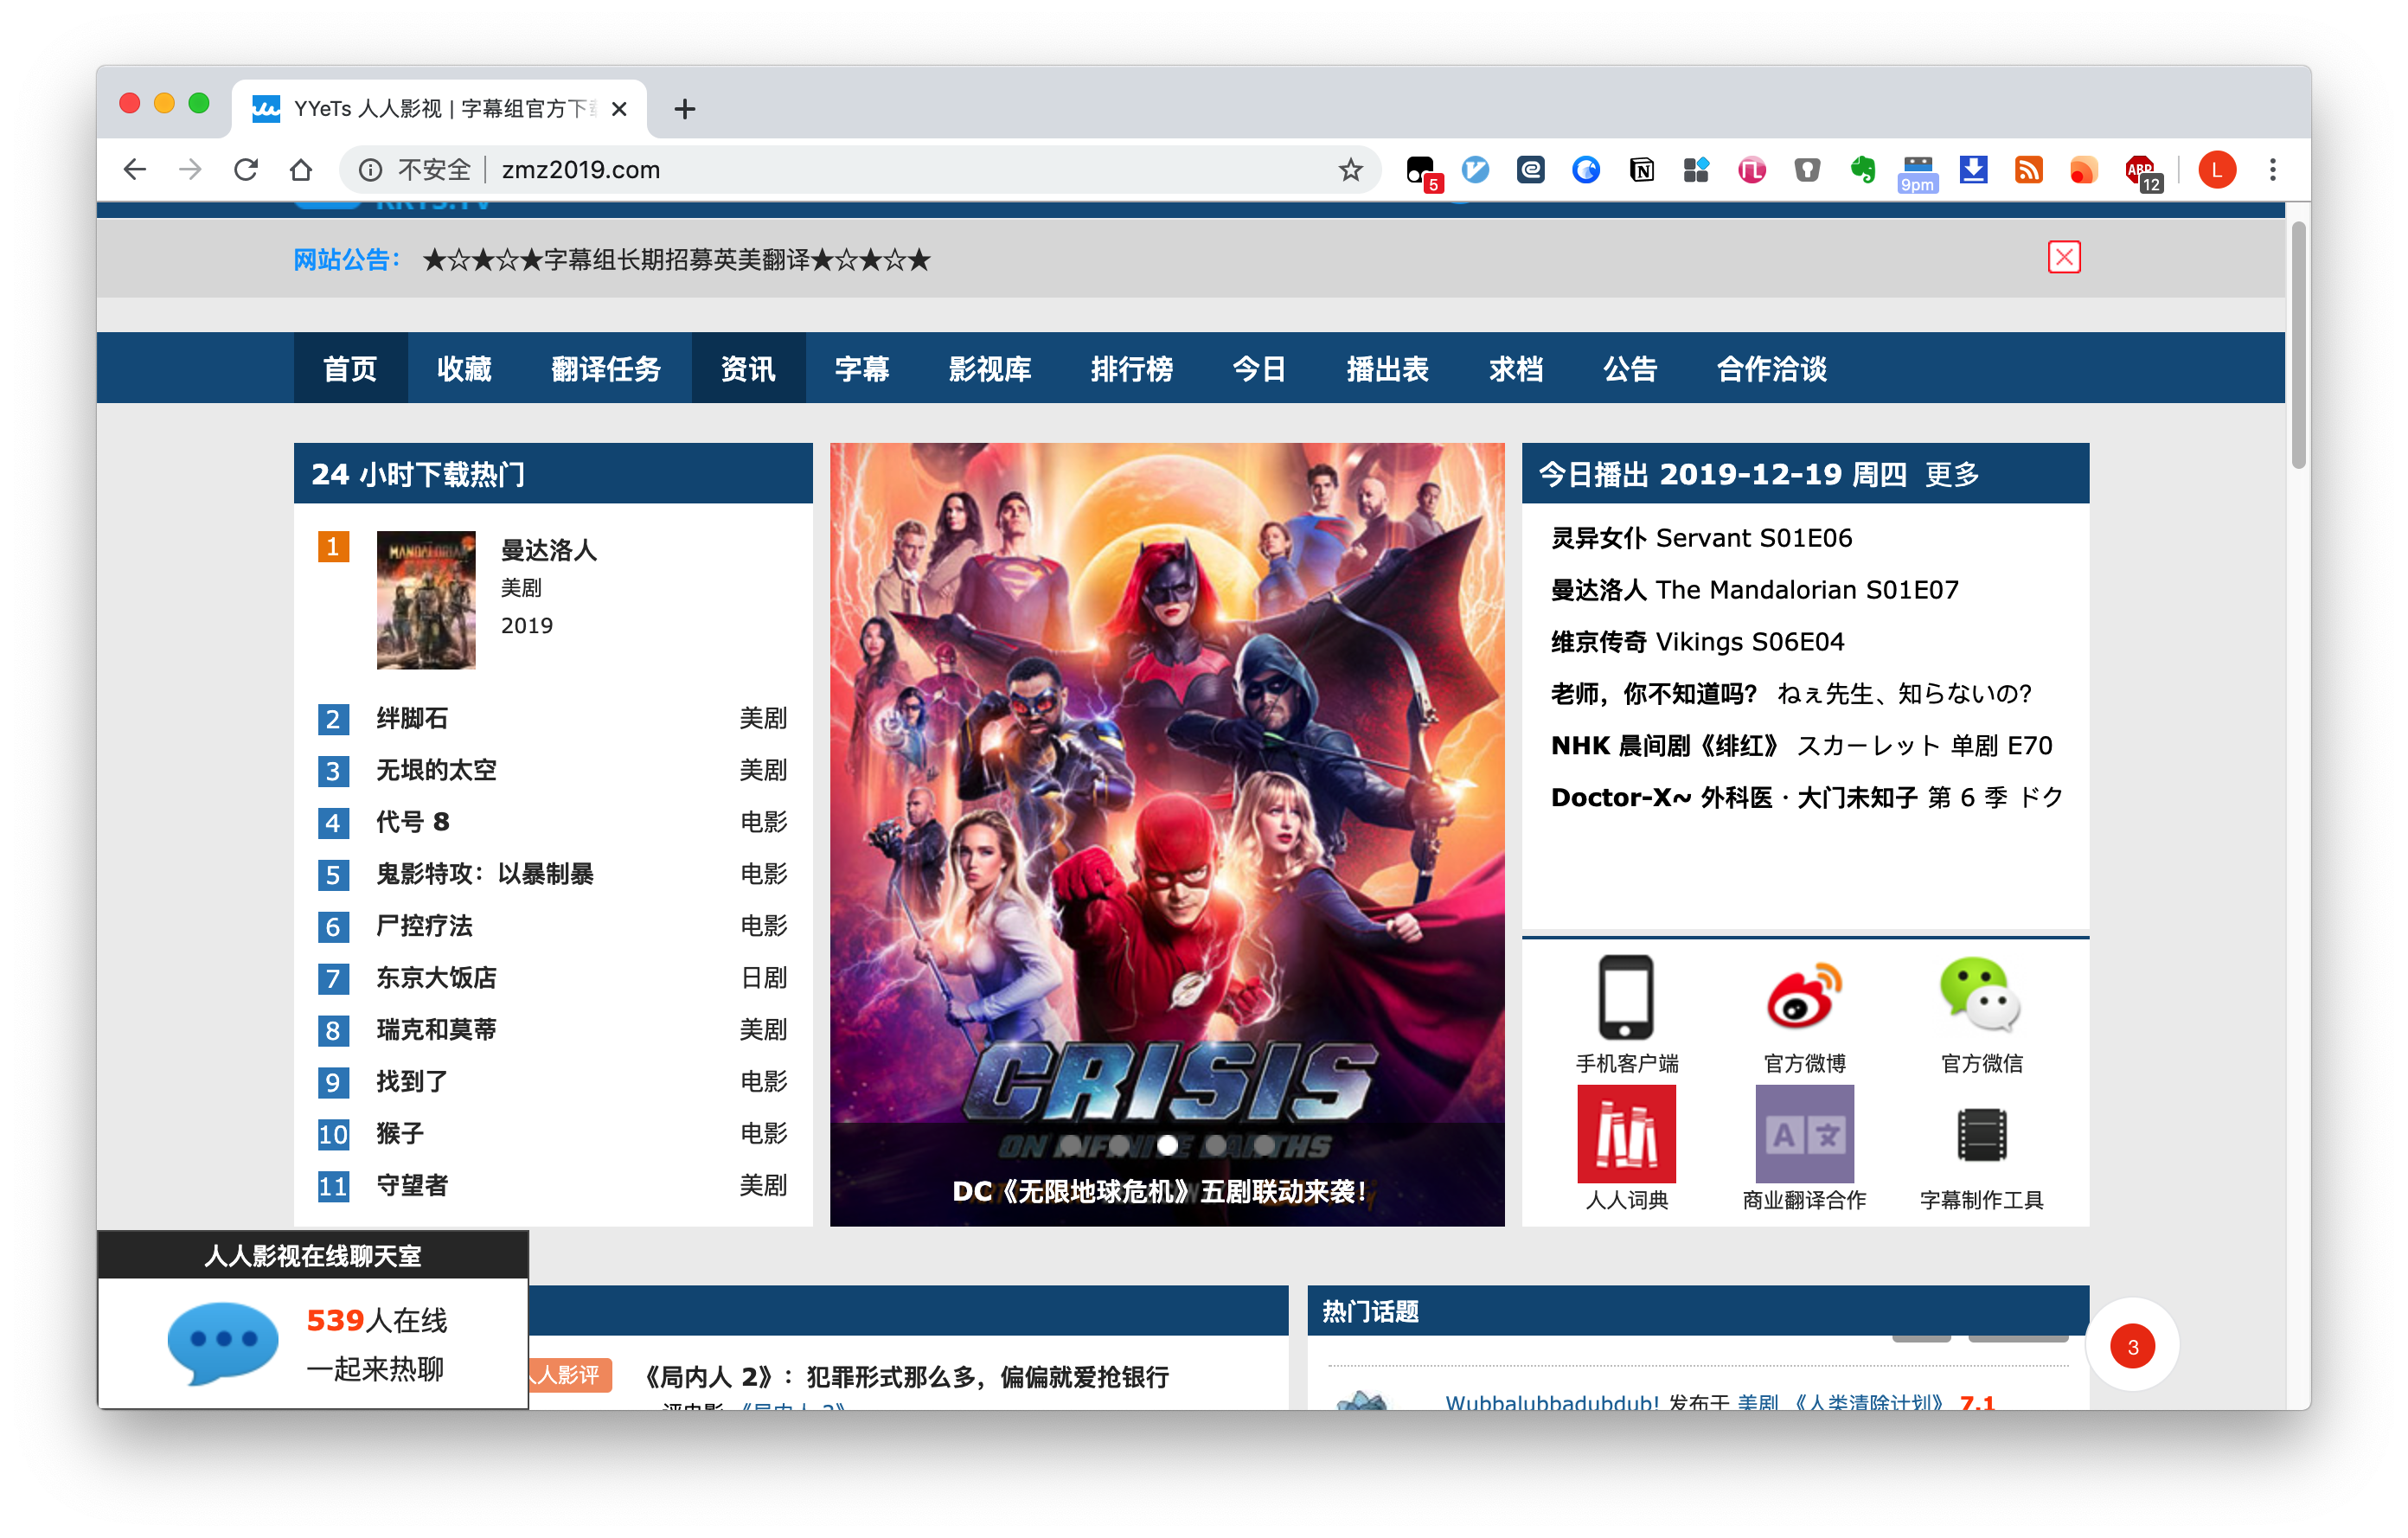 YYeTs 人人影视 | 字幕组官方下
不安全 zmz2019.com
5
9pm
ABP
12
L
RRYS.TV
网站公告： ★☆★☆★字幕组长期招募英美翻译★☆★☆★
首页 收藏 翻译任务 资讯 字幕 影视库 排行榜 今日 播出表 求档 公告 合作洽谈
24 小时下载热门
1 曼达洛人
美剧
2019
MANDALORIAN
2 绊脚石 美剧
3 无垠的太空 美剧
4 代号 8 电影
5 鬼影特攻：以暴制暴 电影
6 尸控疗法 电影
7 东京大饭店 日剧
8 瑞克和莫蒂 美剧
9 找到了 电影
10 猴子 电影
11 守望者 美剧
CRISIS
ON INFINITE EARTHS
DC《无限地球危机》五剧联动来袭！
今日播出 2019-12-19 周四 更多
灵异女仆 Servant S01E06
曼达洛人 The Mandalorian S01E07
维京传奇 Vikings S06E04
老师，你不知道吗？ ねぇ先生、知らないの？
NHK 晨间剧《绯红》 スカーレット 单剧 E70
Doctor-X~ 外科医 · 大门未知子 第 6 季 ドク
手机客户端 官方微博 官方微信
A 文
人人词典 商业翻译合作 字幕制作工具
人人影视在线聊天室
539人在线
一起来热聊
人影评 《局内人 2》：犯罪形式那么多，偏偏就爱抢银行
评电影 《局内人 2》
热门话题
Wubbalubbadubdub! 发布于 美剧 《人类清除计划》 7.1
3